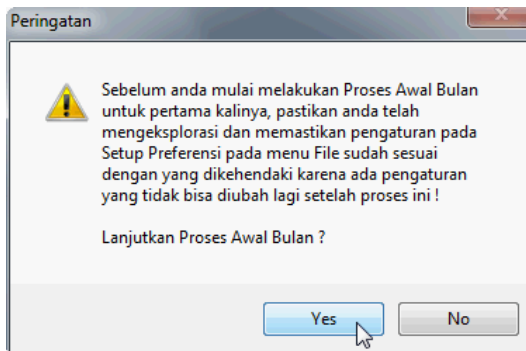 Peringatan
Sebelum anda mulai melakukan Proses Awal Bulan
untuk pertama kalinya, pastikan anda telah
mengeksplorasi dan memastikan pengaturan pada
Setup Preferensi pada menu File sudah sesuai
dengan yang dikehendaki karena ada pengaturan
yang tidak bisa diubah lagi setelah proses ini !
Lanjutkan Proses Awal Bulan ?
Yes
No